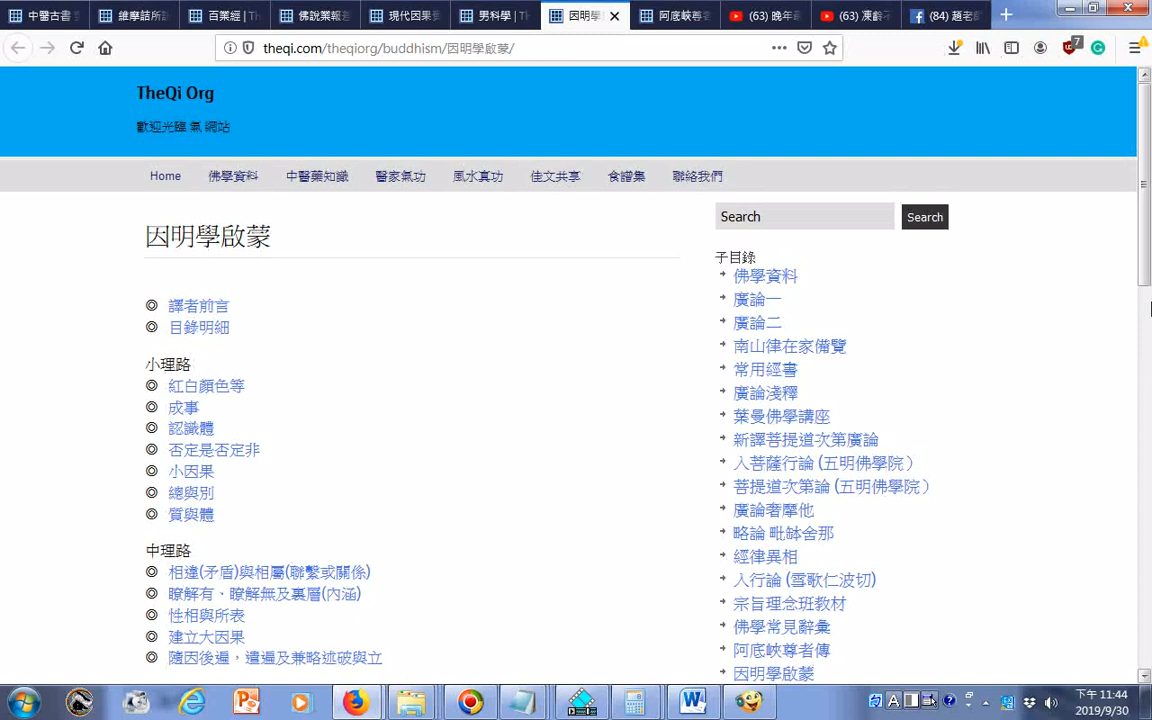 中醫古書
維摩詰所
百業經 | T
佛說業報差
現代因果
男科學 | Th
因明學
阿底峽尊
(63) 晚年
(63) 凍齡不
(84) 趙老
theqi.com/theqiorg/buddhism/因明學啟蒙/
7
TheQi Org
歡迎光臨 氣 網站
Home 佛學資料 中醫藥知識 醫家氣功 風水真功 佳文共享 食譜集 聯絡我們
因明學啟蒙
譯者前言
目錄明細
小理路
紅白顏色等
成事
認識體
否定是否定非
小因果
總與別
質與體
中理路
相違(矛盾)與相屬(聯繫或關係)
瞭解有、瞭解無及裏層(內涵)
性相與所表
建立大因果
隨因後遍，遣遍及兼略述破與立
Search Search
子目錄
佛學資料
廣論一
廣論二
南山律在家備覽
常用經書
廣論淺釋
葉曼佛學講座
新譯菩提道次第廣論
入菩薩行論 (五明佛學院）
菩提道次第論 (五明佛學院）
廣論奢摩他
略論 毗缽舍那
經律異相
入行論 (雪歌仁波切)
宗旨理念班教材
佛學常見辭彙
阿底峽尊者傳
因明學啟蒙
下午 11:44
2019/9/30